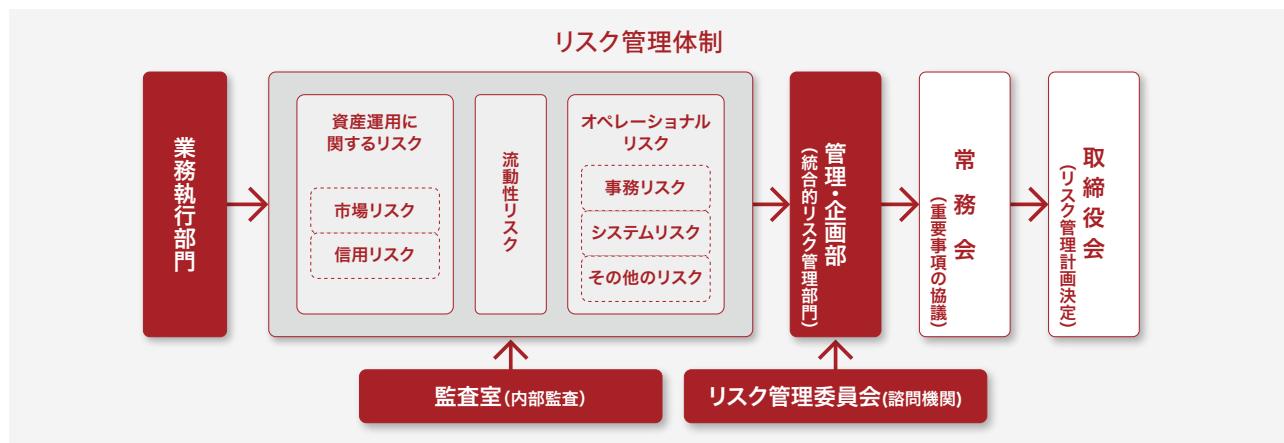 リスク管理体制
業務執行部門
資産運用に
関するリスク
市場リスク
信用リスク
流動性リスク
オペレーショナル
リスク
事務リスク
システムリスク
その他のリスク
管理・企画部
(統合的リスク管理部門)
常務会
(重要事項の協議)
取締役会
(リスク管理計画決定)
監査室(内部監査)
リスク管理委員会(諮問機関)